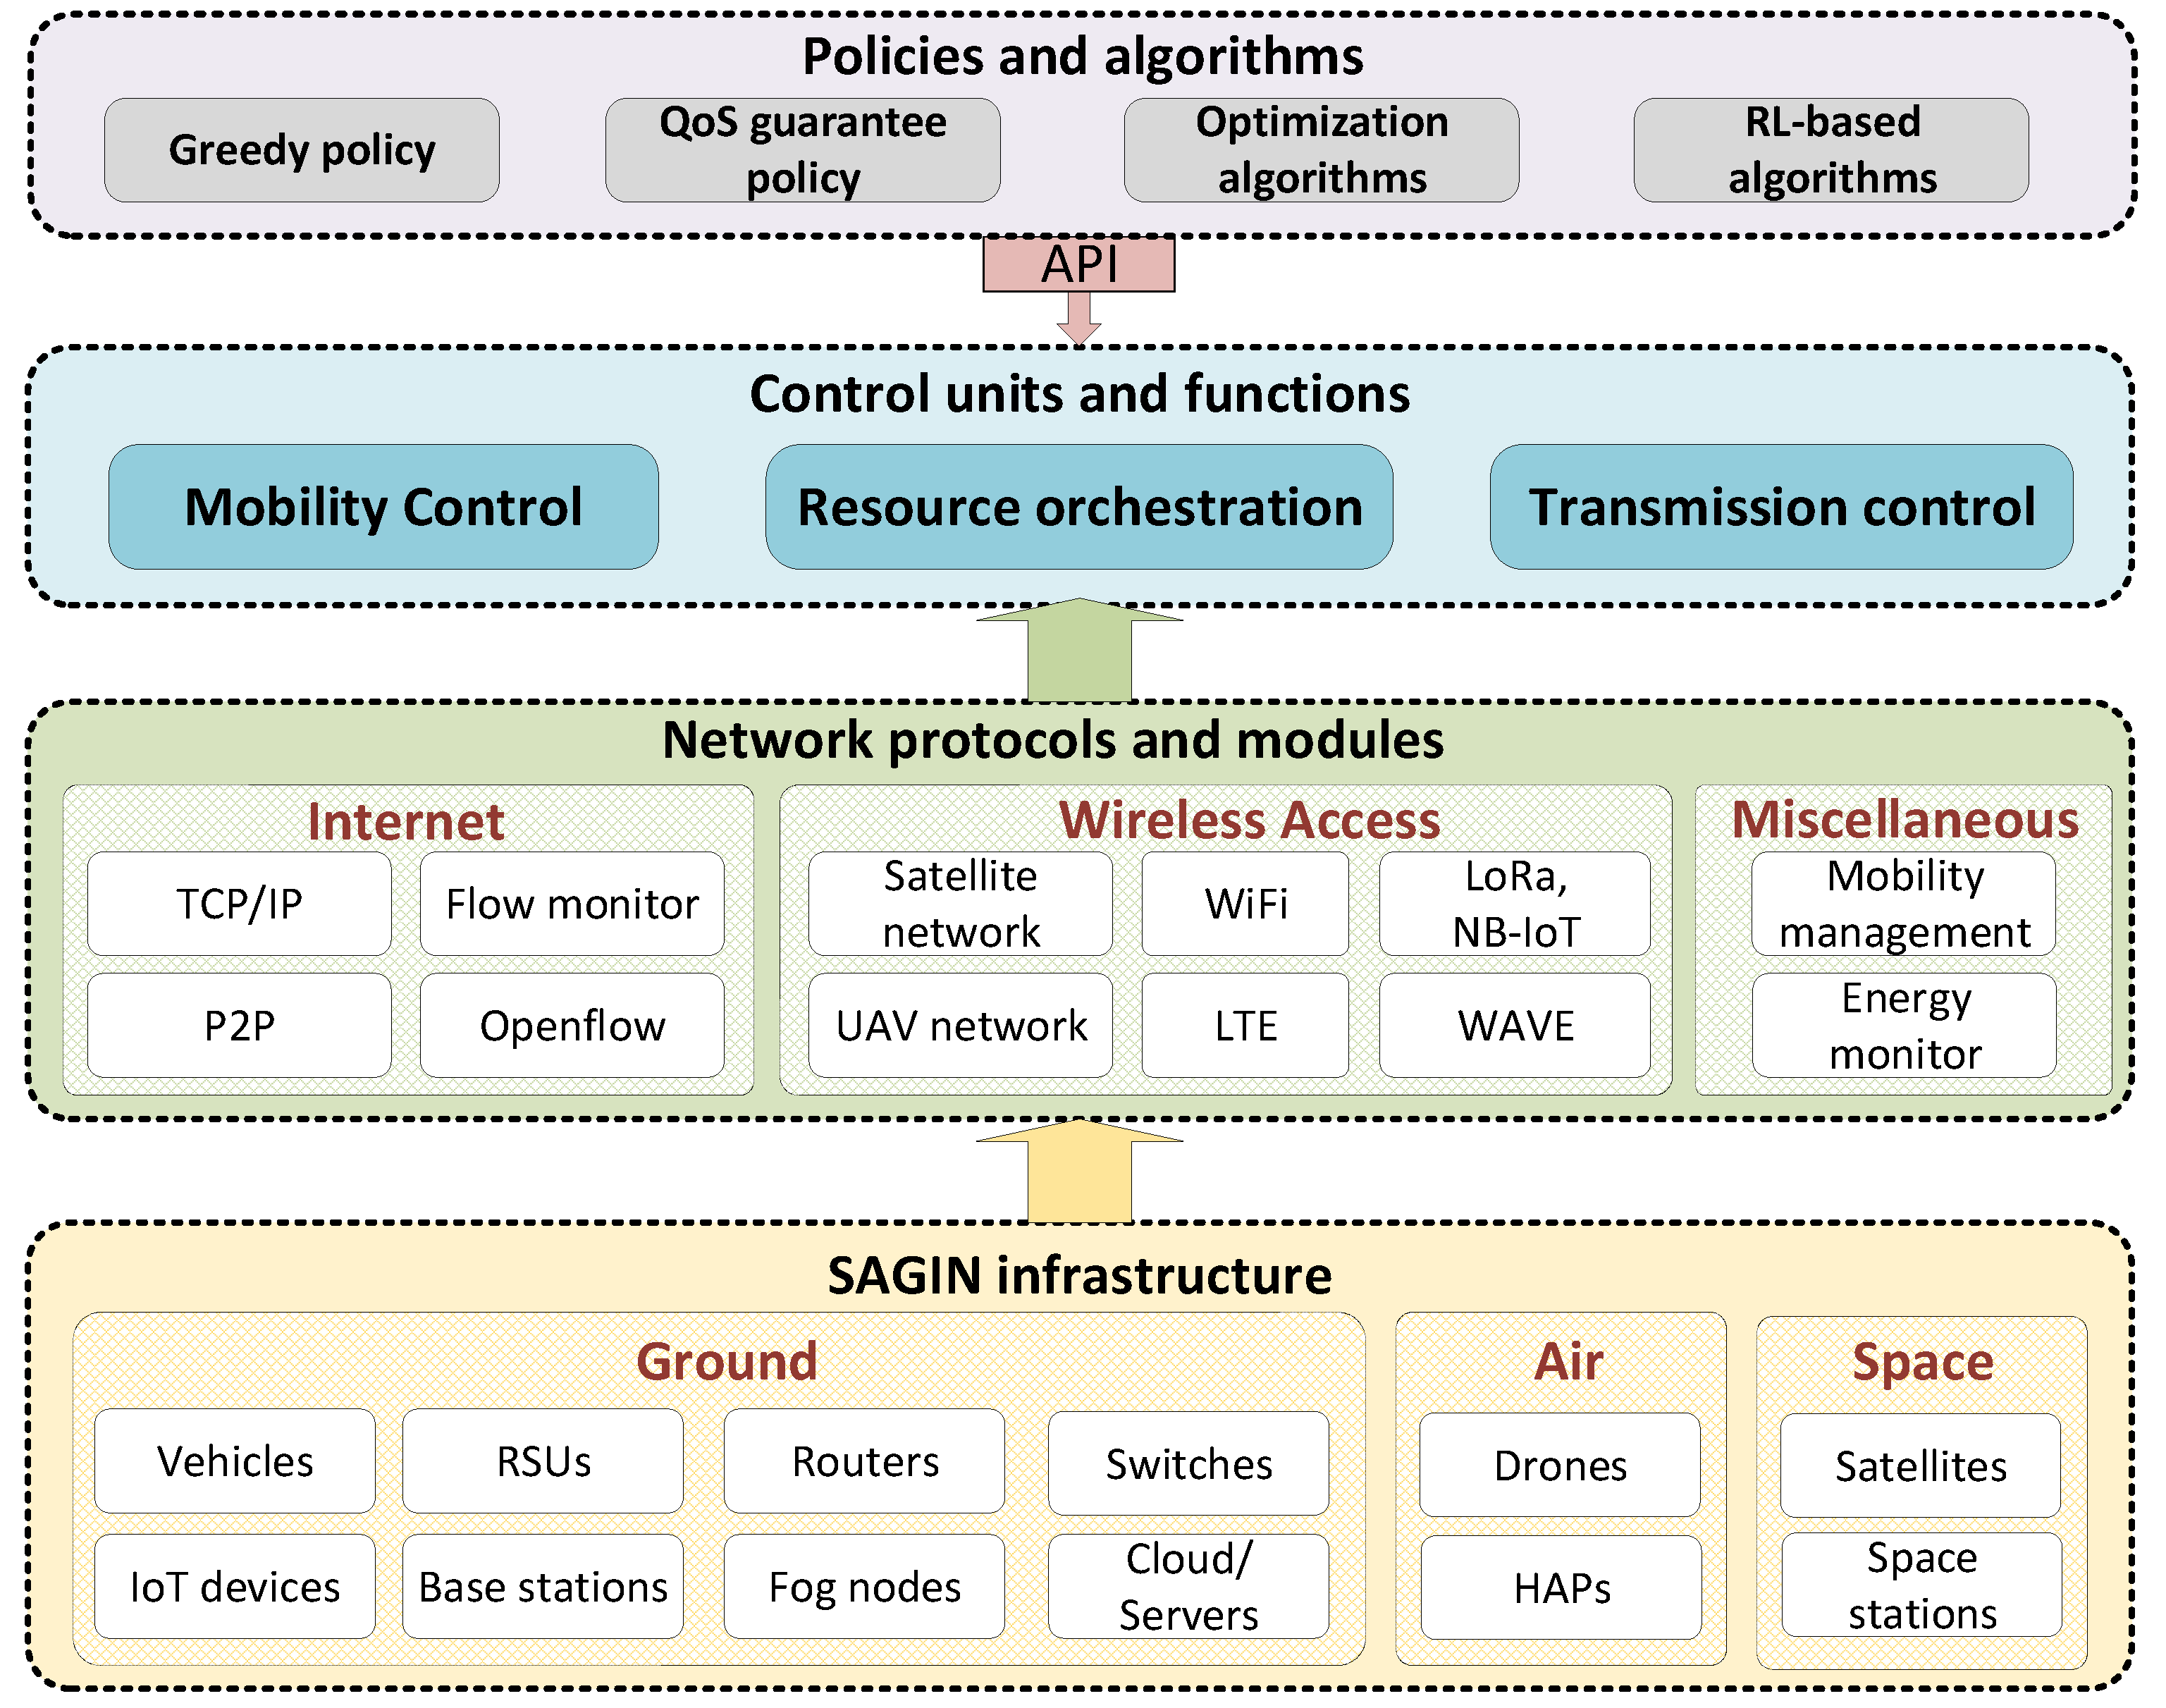 Policies and algorithms
Greedy policy
QoS guarantee
policy
Optimization
algorithms
RL-based
algorithms
API
Control units and functions
Mobility Control
Resource orchestration
Transmission control
Network protocols and modules
Internet
TCP/IP
Flow monitor
P2P
Openflow
Wireless Access
Satellite
network
WiFi
LoRa,
NB-IoT
UAV network
LTE
WAVE
Miscellaneous
Mobility
management
Energy
monitor
SAGIN infrastructure
Ground
Vehicles
RSUs
Routers
Switches
IoT devices
Base stations
Fog nodes
Cloud/
Servers
Air
Drones
HAPs
Space
Satellites
Space
stations